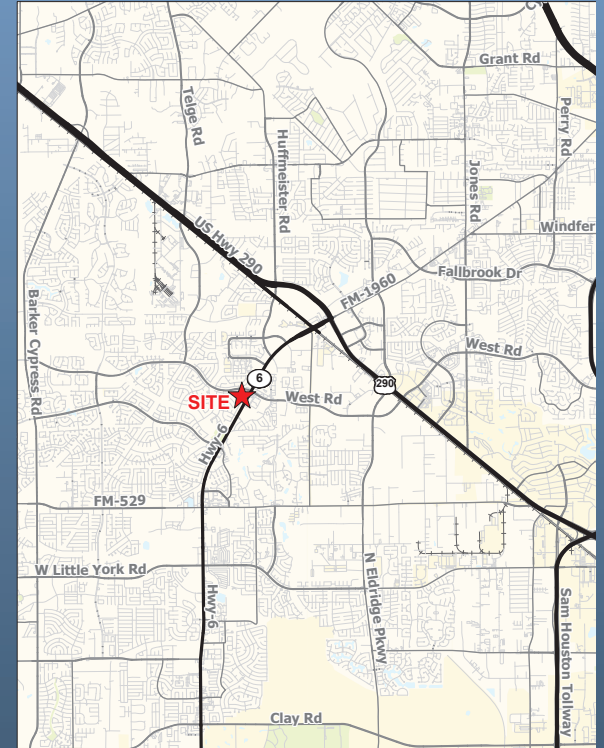 C
Grant Rd
Telge Rd
Perry Rd
Huffmeister Rd
Jones Rd
US Hwy 290
Windfer
Fallbrook Dr
FM-1960
Barker Cypress Rd
West Rd
6
290
SITE
West Rd
Hwy-6
FM-529
W Little York Rd
N Eldridge Pkwy
Hwy-6
Sam Houston Tollway
Clay Rd